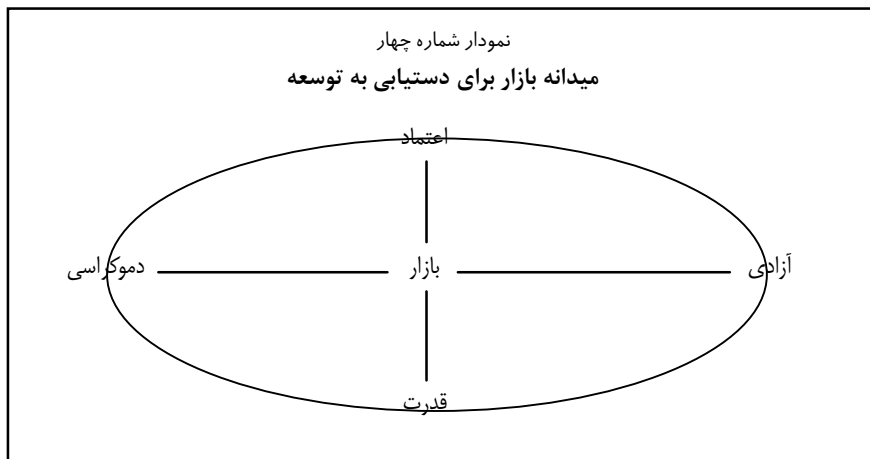 نمودار شماره چهار
میدانه بازار برای دستیابی به توسعه
اعتماد
آزادی
بازار
دموکراسی
قدرت